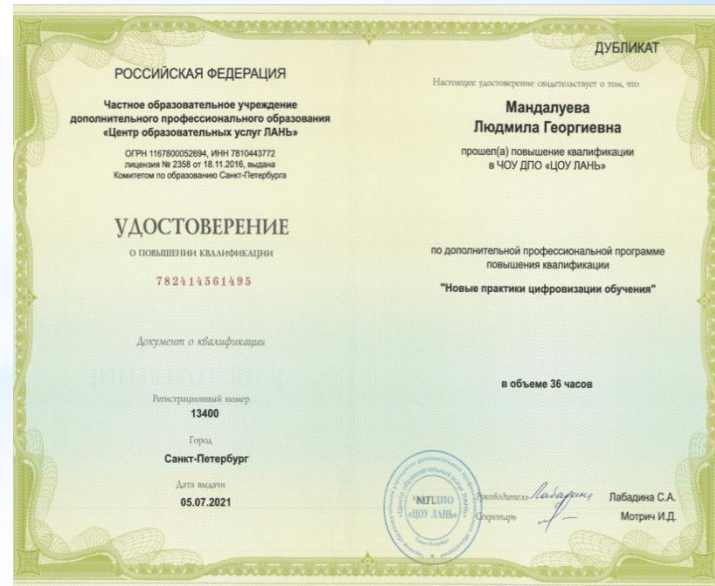 РОССИЙСКАЯ ФЕДЕРАЦИЯ
Частное образовательное учреждение
дополнительного профессионального образования
«Центр образовательных услуг ЛАНЬ»
ОГРН 1167800052694, ИНН 7810443772
лицензия № 2358 от 18.11.2016, выдана
Комитетом по образованию Санкт-Петербурга
УДОСТОВЕРЕНИЕ
О ПОВЫШЕНИИ КВАЛИФИКАЦИИ
782414561495
Документ о квалификации
Регистрационный номер
13400
Город
Санкт-Петербург
Дата выдачи
05.07.2021
ДУБЛИКАТ
Настоящее удостоверение свидетельствует о том, что
Мандалуева
Людмила Георгиевна
прошел(а) повышение квалификации
в ЧОУ ДПО «ЦОУ ЛАНЬ»
по дополнительной профессиональной программе
повышения квалификации
"Новые практики цифровизации обучения"
в объеме 36 часов
М.П.
ЧОУ ДПО
«ЦОУ ЛАНЬ»
Руководитель Лабадина С.А.
Секретарь Мотрич И.Д.